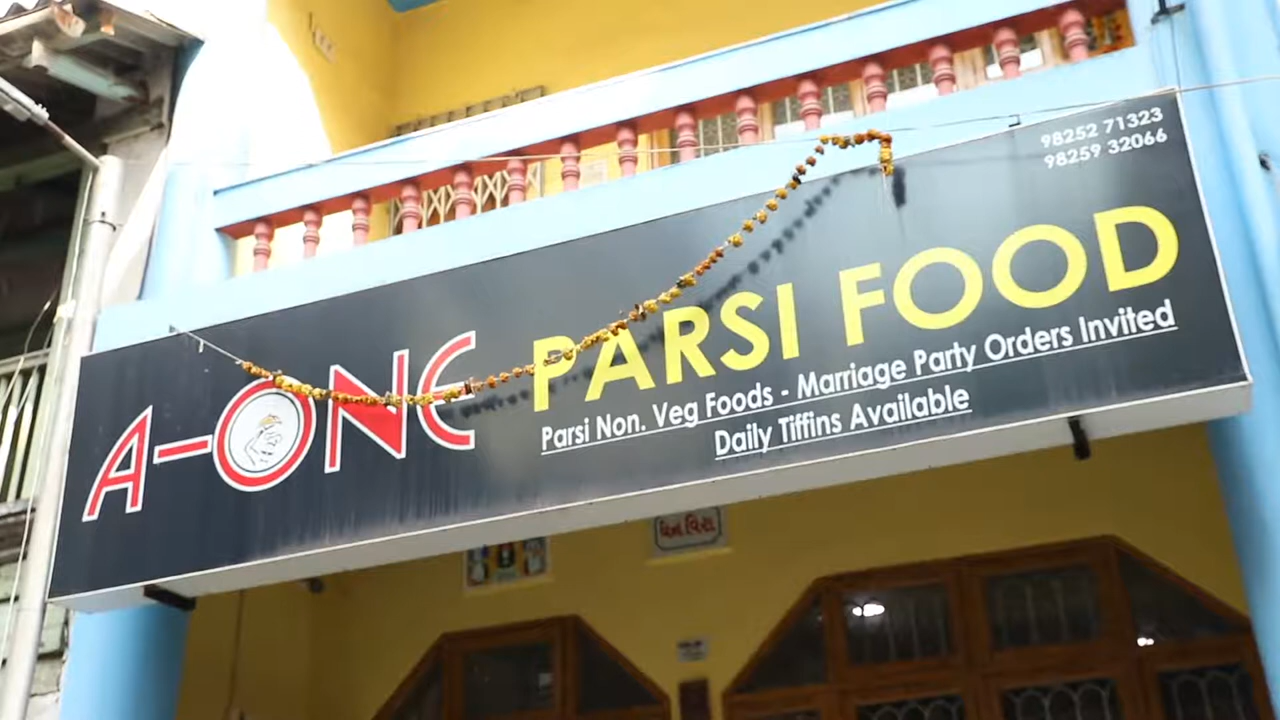 98252 71323
98259 32066
A-ONE PARSI FOOD
Parsi Non. Veg Foods - Marriage Party Orders Invited
Daily Tiffins Available